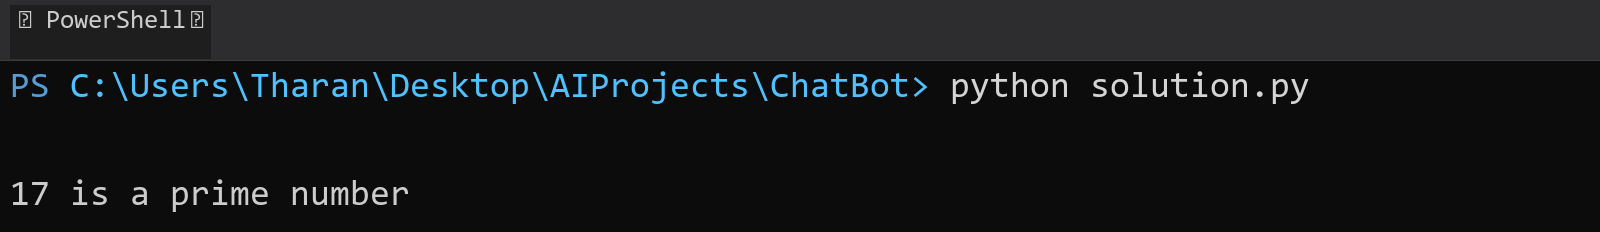 PowerShell
PS C:\Users\Tharan\Desktop\AIProjects\ChatBot> python solution.py
17 is a prime number